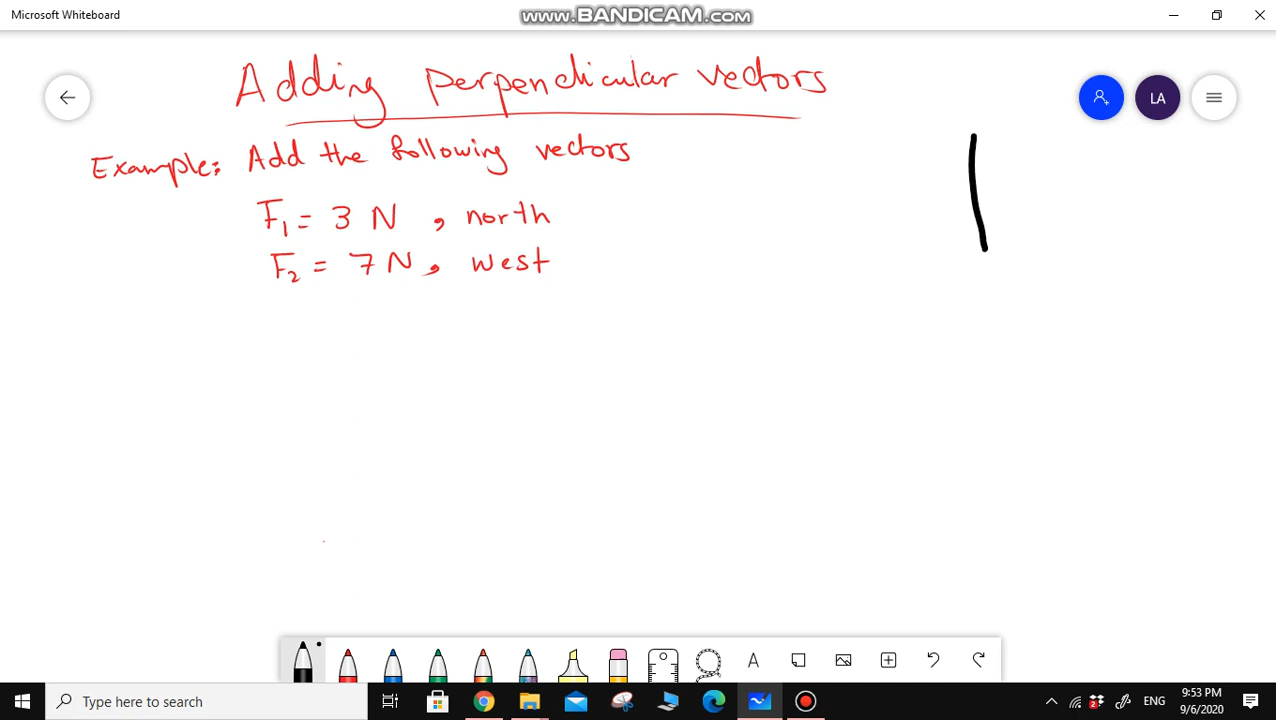 Microsoft Whiteboard
www.BANDICAM.com
Adding perpendicular vectors
LA
Example: Add the following vectors
F₁ = 3 N , north
F₂ = 7 N , west
A
Type here to search
2
ENG
9:53 PM
9/6/2020